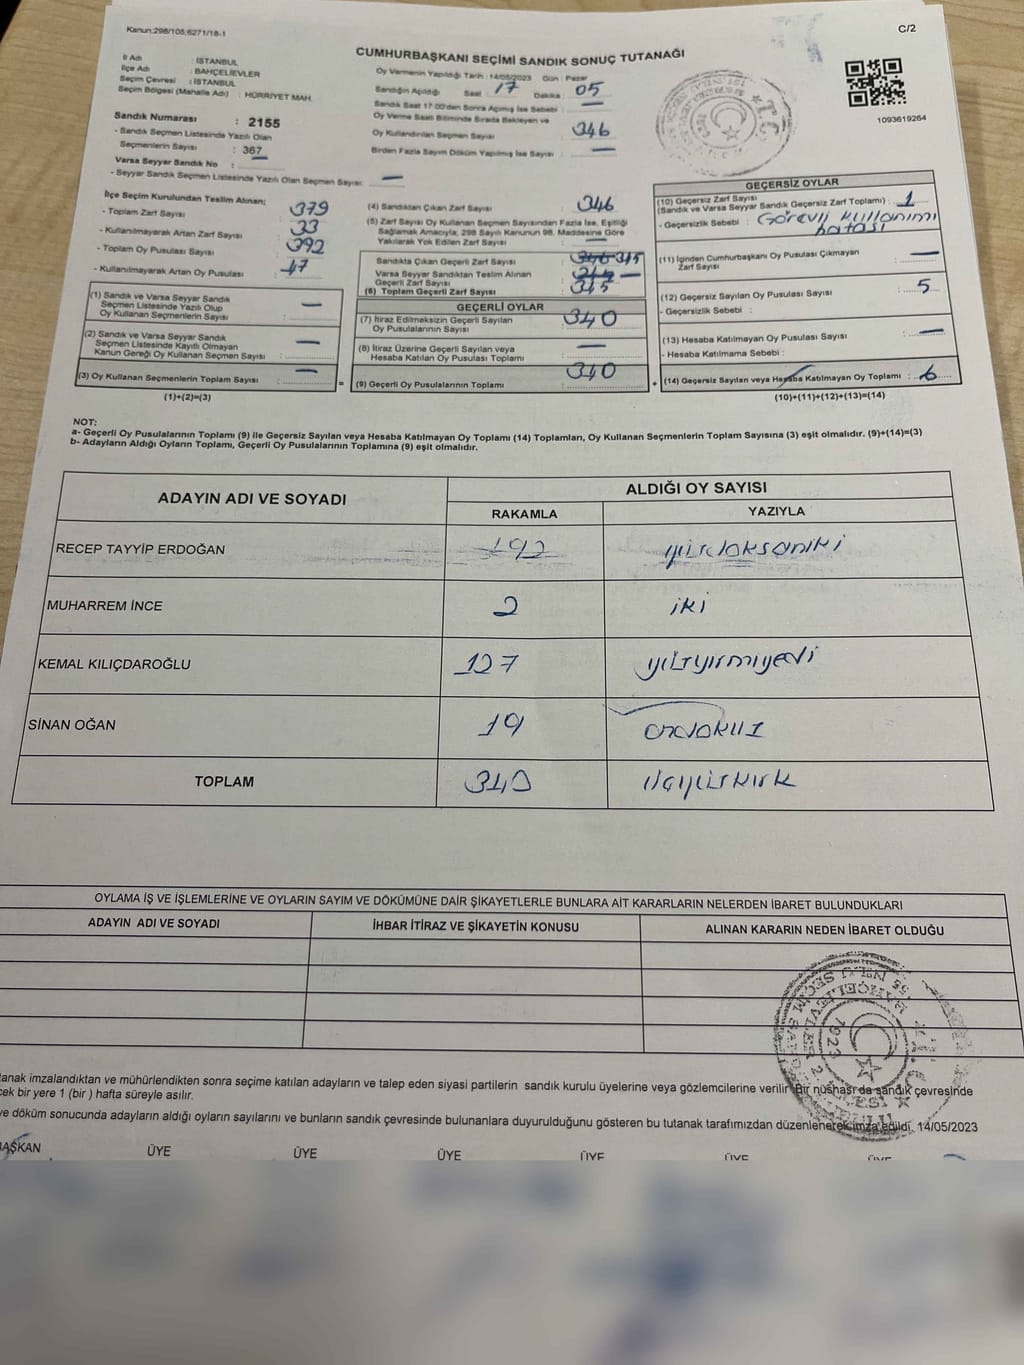 Kanun:298/105,6271/18-1
C/2
CUMHURBAŞKANI SEÇİMİ SANDIK SONUÇ TUTANAĞI
İl Adı : İSTANBUL
İlçe Adı : BAHÇELİEVLER
Seçim Çevresi : İSTANBUL
Seçim Bölgesi (Mahalle Adı) : HÜRRİYET MAH.
Oy Vermenin Yapıldığı Tarih : 14/05/2023 Gün : Pazar
Sandığın Açıldığı Saat : 17 Dakika : 05
Sandık Saat 17:00'den Sonra Açılmış İse Sebebi : —
Oy Verme Saati Bitiminde Sırada Bekleyen ve
Oy Kullandırılan Seçmen Sayısı : 346
Birden Fazla Sayım Döküm Yapılmış İse Sayısı : —
1093619264
Sandık Numarası : 2155
- Sandık Seçmen Listesinde Yazılı Olan
Seçmenlerin Sayısı : 367
Varsa Seyyar Sandık No : —
- Seyyar Sandık Seçmen Listesinde Yazılı Olan Seçmen Sayısı: —
İlçe Seçim Kurulundan Teslim Alınan;
- Toplam Zarf Sayısı : 379
- Kullanılmayarak Artan Zarf Sayısı : 33
- Toplam Oy Pusulası Sayısı : 392
- Kullanılmayarak Artan Oy Pusulası : 47
(1) Sandık ve Varsa Seyyar Sandık
Seçmen Listesinde Yazılı Olup
Oy Kullanan Seçmenlerin Sayısı : —
(2) Sandık ve Varsa Seyyar Sandık
Seçmen Listesinde Kayıtlı Olmayan
Kanun Gereği Oy Kullanan Seçmen Sayısı : —
(3) Oy Kullanan Seçmenlerin Toplam Sayısı : —
(1)+(2)=(3)
(4) Sandıktan Çıkan Zarf Sayısı : 346
(5) Zarf Sayısı Oy Kullanan Seçmen Sayısından Fazla İse, Eşitliği
Sağlamak Amacıyla, 298 Sayılı Kanunun 98. Maddesine Göre
Yakılarak Yok Edilen Zarf Sayısı : —
Sandıkta Çıkan Geçerli Zarf Sayısı : 346 345
Varsa Seyyar Sandıktan Teslim Alınan
Geçerli Zarf Sayısı : —
(6) Toplam Geçerli Zarf Sayısı : 345
GEÇERLİ OYLAR
(7) İtiraz Edilmeksizin Geçerli Sayılan
Oy Pusulalarının Sayısı : 340
(8) İtiraz Üzerine Geçerli Sayılan veya
Hesaba Katılan Oy Pusulası Toplamı : —
(9) Geçerli Oy Pusulalarının Toplamı : 340
GEÇERSİZ OYLAR
(10) Geçersiz Zarf Sayısı
(Sandık ve Varsa Seyyar Sandık Geçersiz Zarf Toplamı) : 1
- Geçersizlik Sebebi : Görevli kullanımı
hatası
(11) İçinden Cumhurbaşkanı Oy Pusulası Çıkmayan
Zarf Sayısı : —
(12) Geçersiz Sayılan Oy Pusulası Sayısı : 5
- Geçersizlik Sebebi :
(13) Hesaba Katılmayan Oy Pusulası Sayısı : —
- Hesaba Katılmama Sebebi :
(14) Geçersiz Sayılan veya Hesaba Katılmayan Oy Toplamı : 6
(10)+(11)+(12)+(13)=(14)
NOT:
a- Geçerli Oy Pusulalarının Toplamı (9) ile Geçersiz Sayılan veya Hesaba Katılmayan Oy Toplamı (14) Toplamları, Oy Kullanan Seçmenlerin Toplam Sayısına (3) eşit olmalıdır. (9)+(14)=(3)
b- Adayların Aldığı Oyların Toplamı, Geçerli Oy Pusulalarının Toplamına (9) eşit olmalıdır.
ADAYIN ADI VE SOYADI
ALDIĞI OY SAYISI
RAKAMLA YAZIYLA
RECEP TAYYİP ERDOĞAN 192 yüzdoksaniki
MUHARREM İNCE 2 iki
KEMAL KILIÇDAROĞLU 127 yüzyirmiyedi
SİNAN OĞAN 19 ondokuz
TOPLAM 340 üçyüzkırk
OYLAMA İŞ VE İŞLEMLERİNE VE OYLARIN SAYIM VE DÖKÜMÜNE DAİR ŞİKAYETLERLE BUNLARA AİT KARARLARIN NELERDEN İBARET BULUNDUKLARI
ADAYIN ADI VE SOYADI İHBAR İTİRAZ VE ŞİKAYETİN KONUSU ALINAN KARARIN NEDEN İBARET OLDUĞU
tanak imzalandıktan ve mühürlendikten sonra seçime katılan adayların ve talep eden siyasi partilerin sandık kurulu üyelerine veya gözlemcilerine verilir. Bir nüshası da sandık çevresinde
cek bir yere 1 (bir ) hafta süreyle asılır.
ve döküm sonucunda adayların aldığı oyların sayılarını ve bunların sandık çevresinde bulunanlara duyurulduğunu gösteren bu tutanak tarafımızdan düzenlenerek imza edildi. 14/05/2023
BAŞKAN ÜYE ÜYE ÜYE ÜYE ÜYE ÜYE